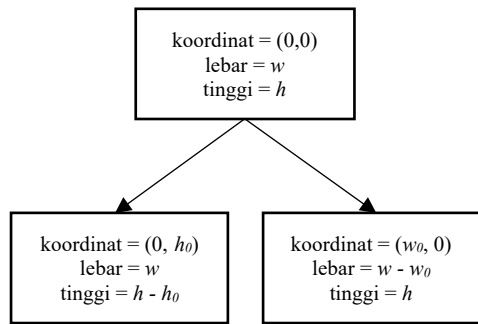 koordinat = (0,0)
lebar = w
tinggi = h
koordinat = (0, h₀)
lebar = w
tinggi = h - h₀
koordinat = (w₀, 0)
lebar = w - w₀
tinggi = h